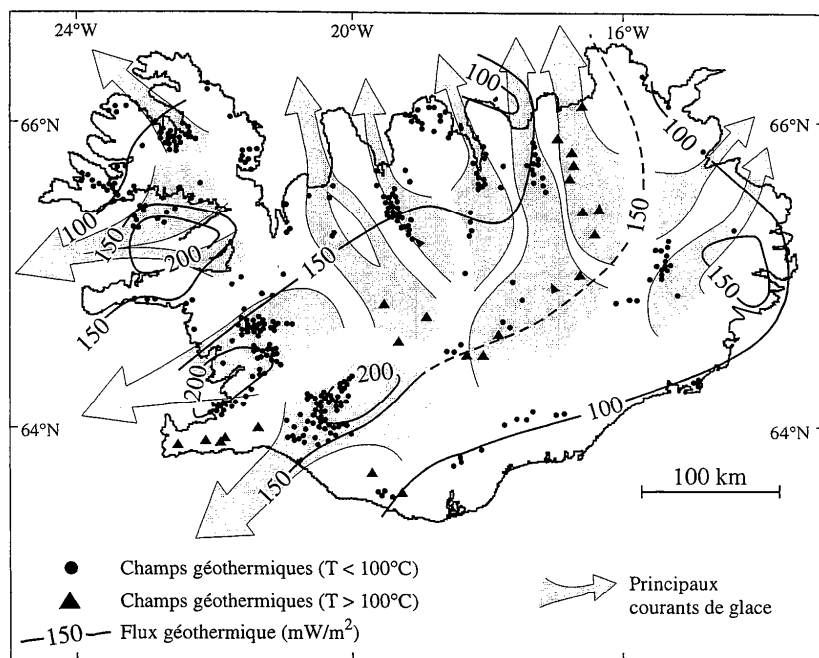 24°W
20°W
16°W
100
66°N
66°N
100
100
150
150
200
150
150
150
200
200
100
64°N
64°N
150
100 km
Champs géothermiques (T < 100°C)
Champs géothermiques (T > 100°C)
Principaux
courants de glace
150 Flux géothermique (mW/m²)